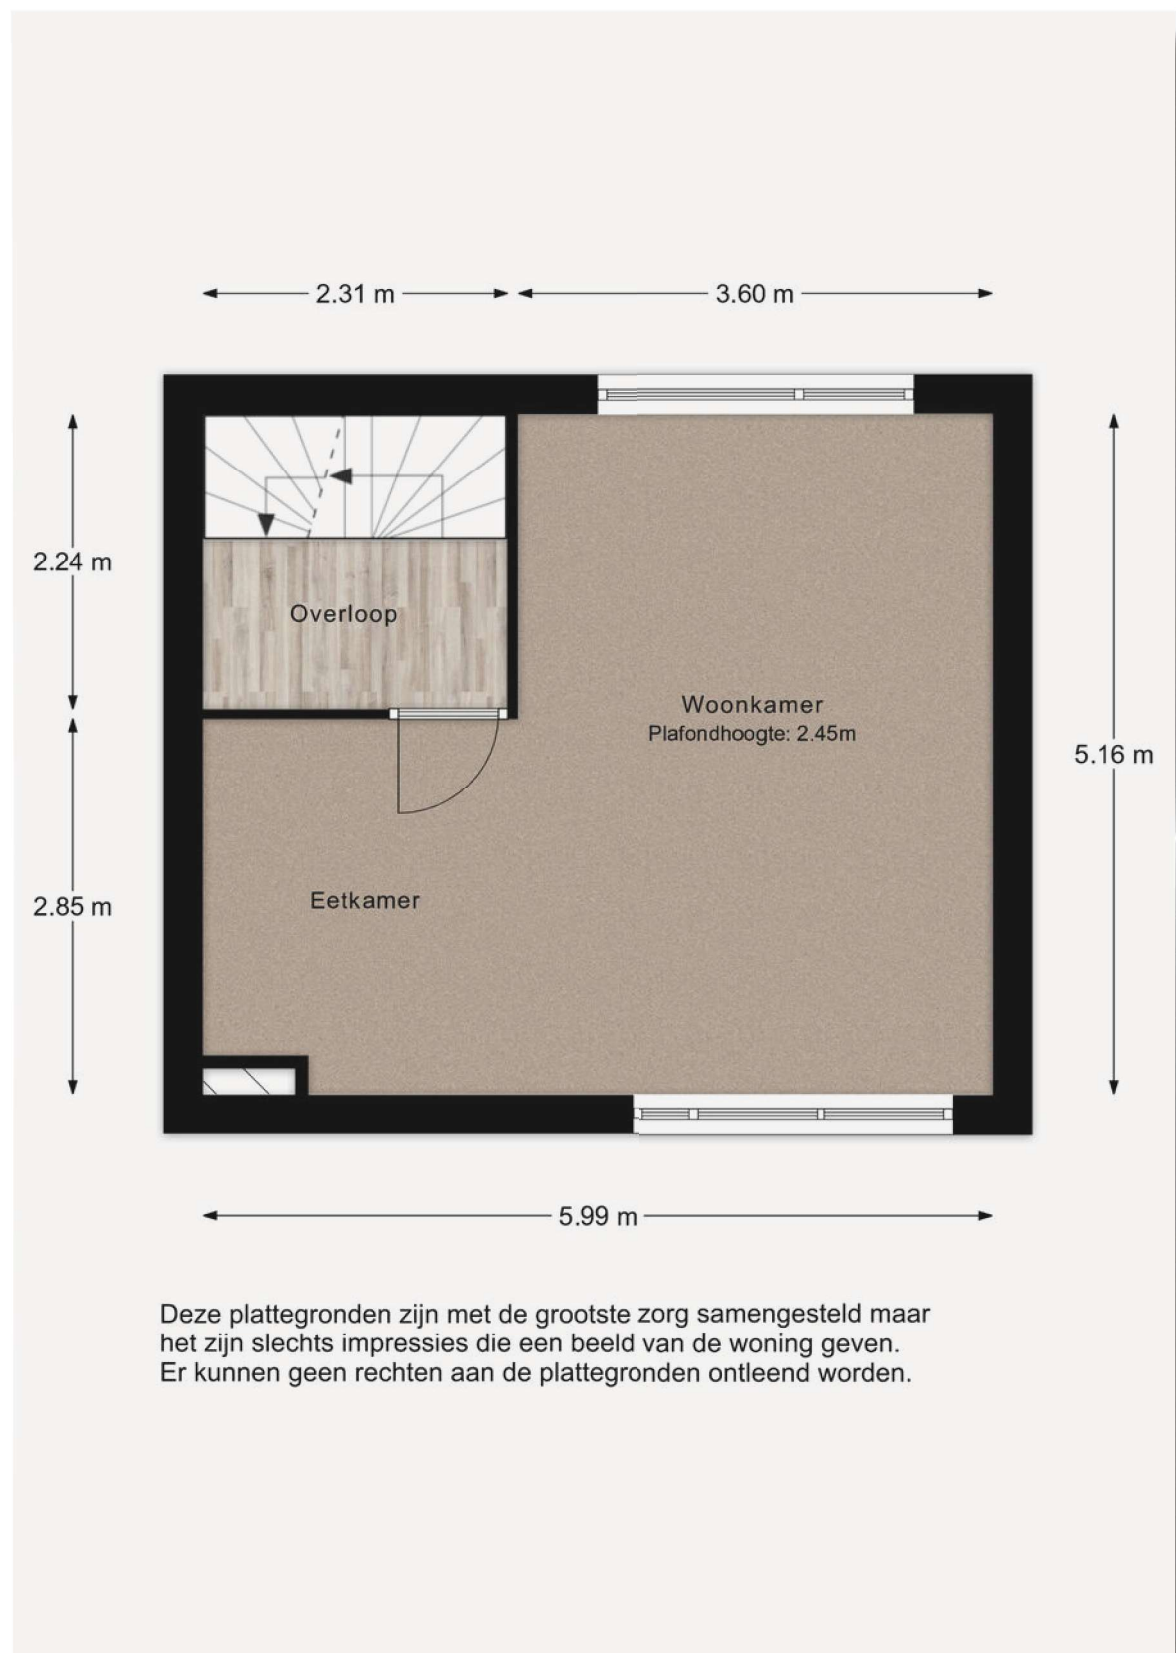 2.31 m
3.60 m
2.24 m
Overloop
Woonkamer
Plafondhoogte: 2.45m
5.16 m
2.85 m
Eetkamer
5.99 m
Deze plattegronden zijn met de grootste zorg samengesteld maar
het zijn slechts impressies die een beeld van de woning geven.
Er kunnen geen rechten aan de plattegronden ontleend worden.